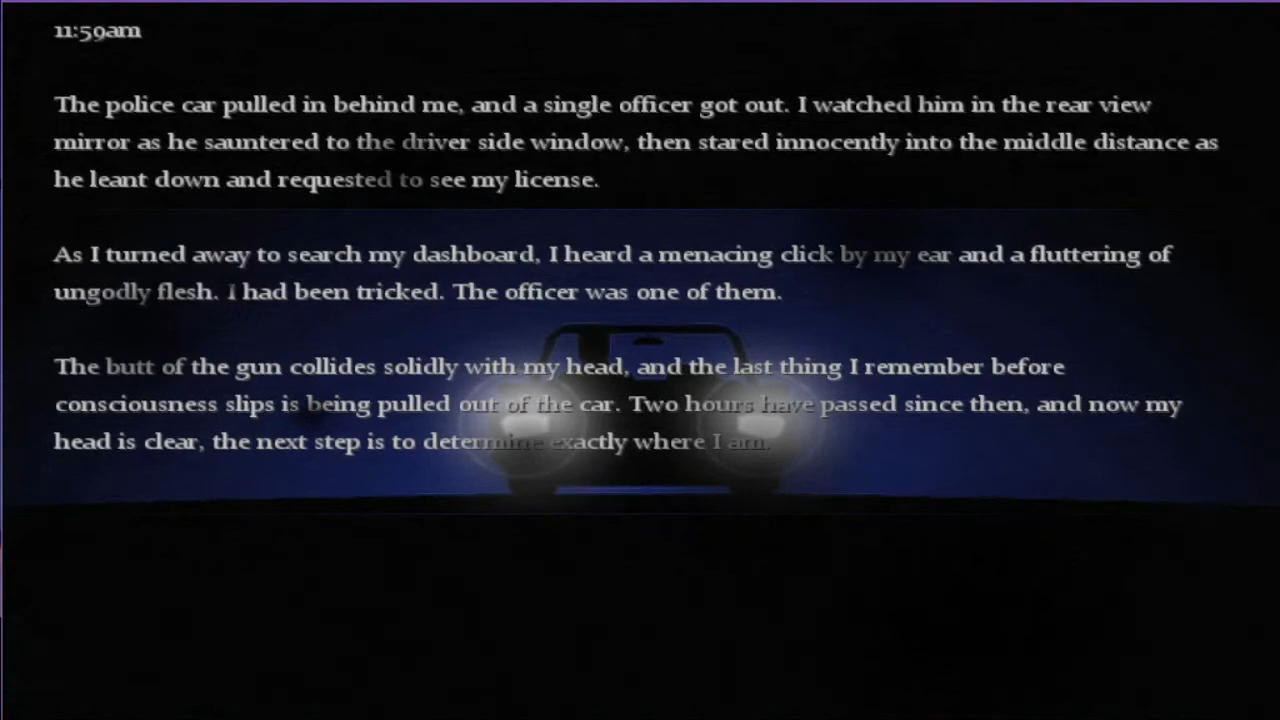 11:59am
The police car pulled in behind me, and a single officer got out. I watched him in the rear view
mirror as he sauntered to the driver side window, then stared innocently into the middle distance as
he leant down and requested to see my license.
As I turned away to search my dashboard, I heard a menacing click by my ear and a fluttering of
ungodly flesh. I had been tricked. The officer was one of them.
The butt of the gun collides solidly with my head, and the last thing I remember before
consciousness slips is being pulled out of the car. Two hours have passed since then, and now my
head is clear, the next step is to determine exactly where I am.